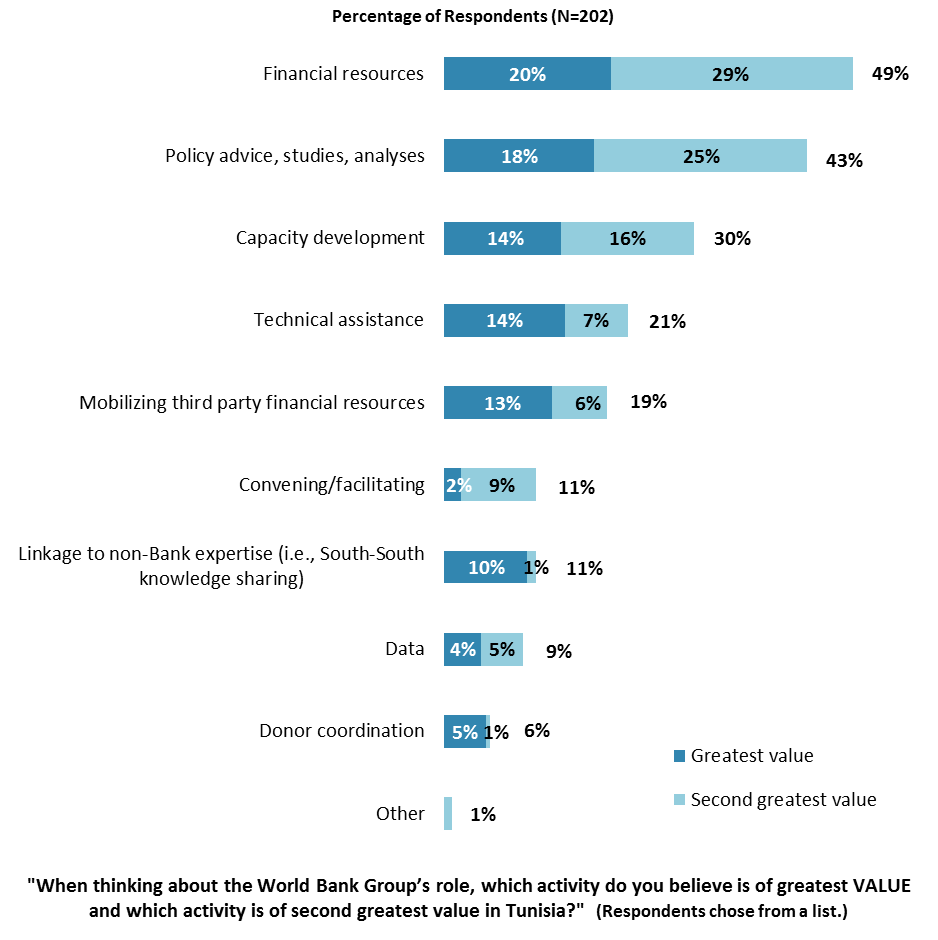 Percentage of Respondents (N=202)
Financial resources 20% 29% 49%
Policy advice, studies, analyses 18% 25% 43%
Capacity development 14% 16% 30%
Technical assistance 14% 7% 21%
Mobilizing third party financial resources 13% 6% 19%
Convening/facilitating 2% 9% 11%
Linkage to non-Bank expertise (i.e., South-South
knowledge sharing) 10% 1% 11%
Data 4% 5% 9%
Donor coordination 5% 1% 6%
Other 1%
Greatest value
Second greatest value
"When thinking about the World Bank Group’s role, which activity do you believe is of greatest VALUE
and which activity is of second greatest value in Tunisia?" (Respondents chose from a list.)